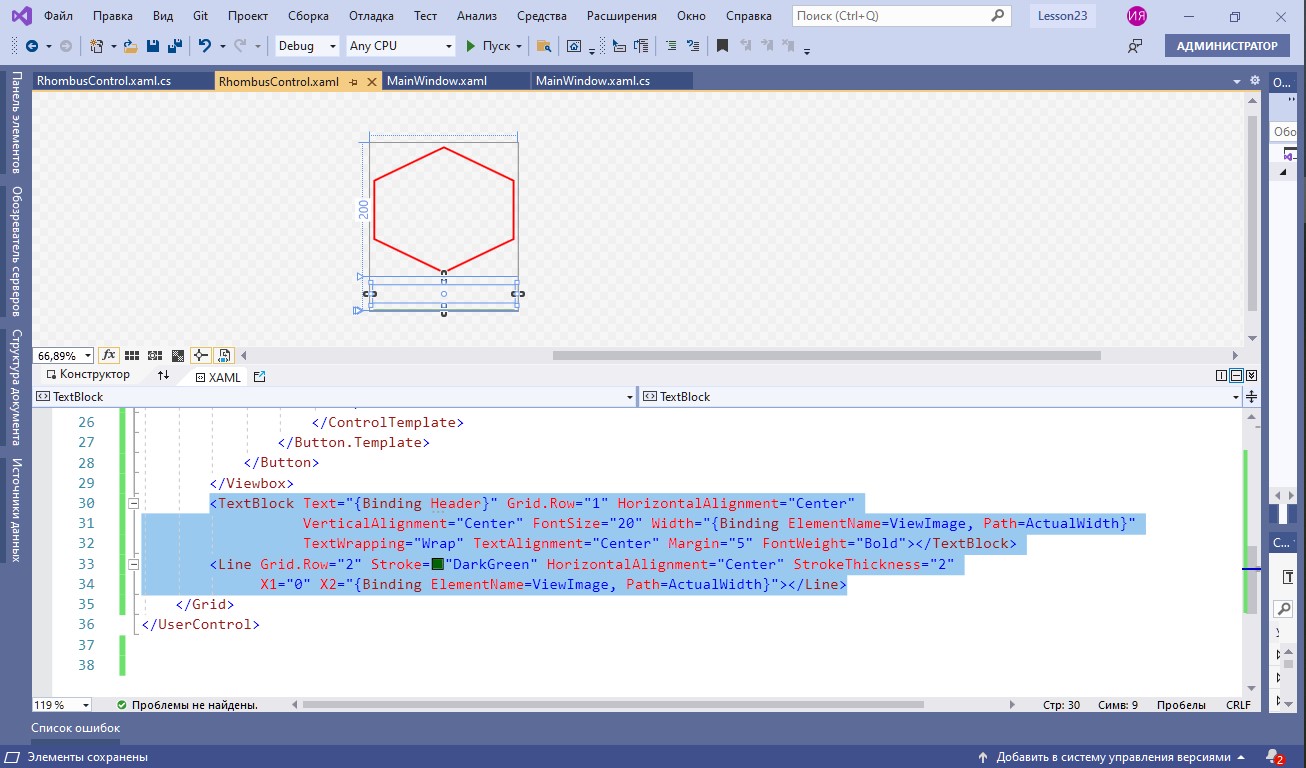 Файл Правка Вид Git Проект Сборка Отладка Тест Анализ Средства Расширения Окно Справка Поиск (Ctrl+Q) Lesson23 ИЯ
Debug Any CPU Пуск АДМИНИСТРАТОР
RhombusControl.xaml.cs RhombusControl.xaml MainWindow.xaml MainWindow.xaml.cs О...
Панель элементов
Обозреватель серверов
Структура документа
Источники данных
Обо
200
66,89% fx
Конструктор XAML
TextBlock TextBlock
26 </ControlTemplate>
27 </Button.Template>
28 </Button>
29 </Viewbox>
30 <TextBlock Text="{Binding Header}" Grid.Row="1" HorizontalAlignment="Center"
31 VerticalAlignment="Center" FontSize="20" Width="{Binding ElementName=ViewImage, Path=ActualWidth}"
32 TextWrapping="Wrap" TextAlignment="Center" Margin="5" FontWeight="Bold"></TextBlock>
33 <Line Grid.Row="2" Stroke="DarkGreen" HorizontalAlignment="Center" StrokeThickness="2"
34 X1="0" X2="{Binding ElementName=ViewImage, Path=ActualWidth}"></Line>
35 </Grid>
36 </UserControl>
37
38
С...
119 % Проблемы не найдены. Стр: 30 Симв: 9 Пробелы CRLF
Список ошибок
Элементы сохранены Добавить в систему управления версиями 2